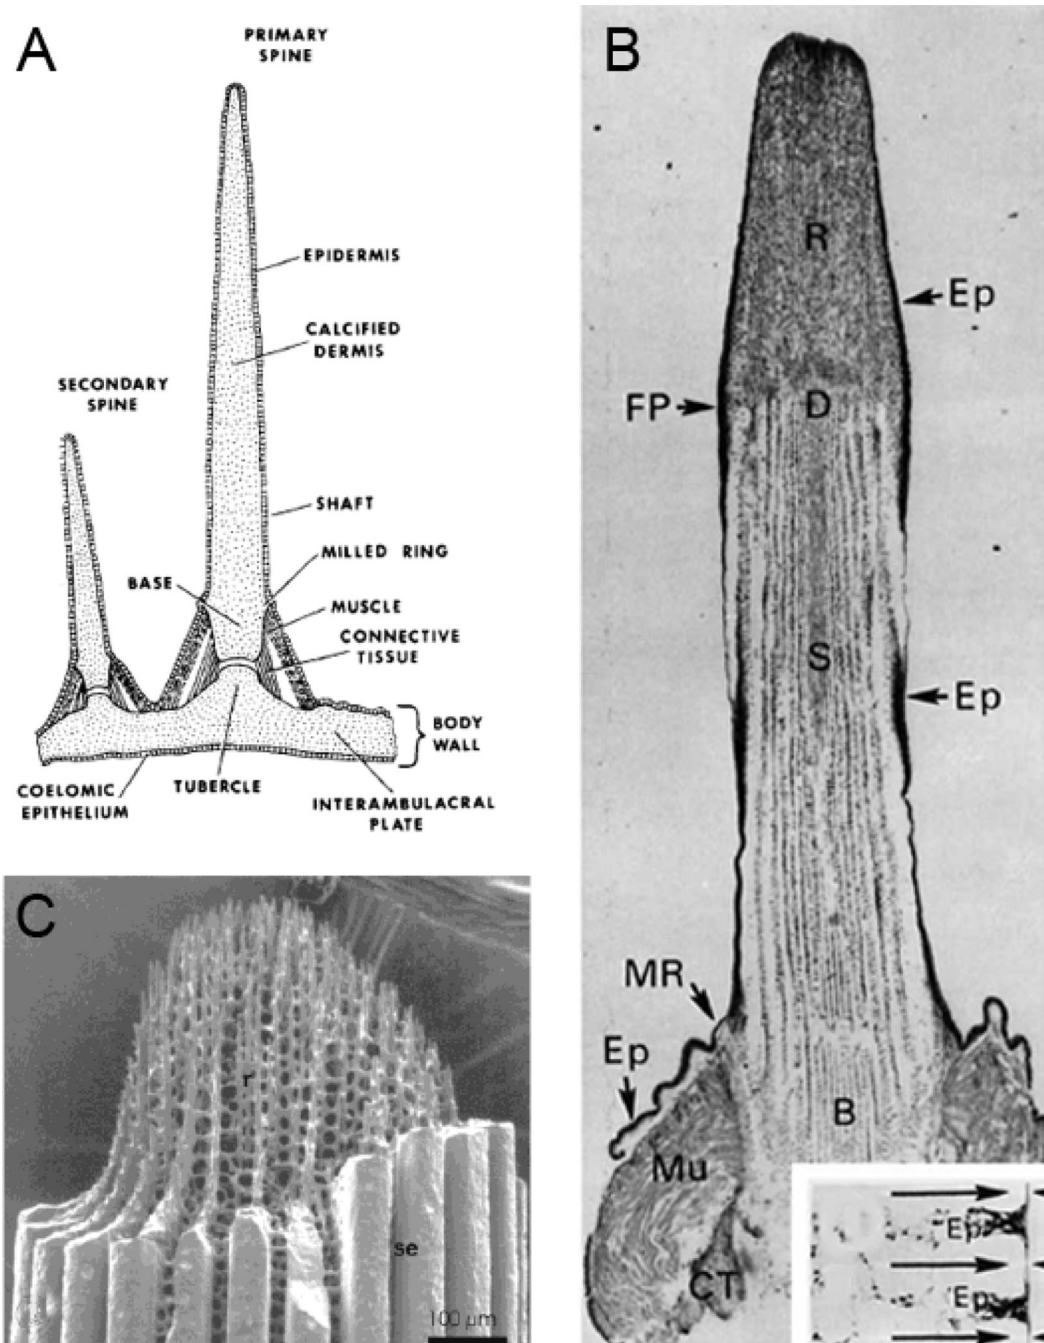 A
PRIMARY
SPINE
EPIDERMIS
CALCIFIED
DERMIS
SECONDARY
SPINE
SHAFT
MILLED RING
BASE
MUSCLE
CONNECTIVE
TISSUE
BODY
WALL
COELOMIC
EPITHELIUM
TUBERCLE
INTERAMBULACRAL
PLATE
B
R
Ep
FP
D
S
Ep
MR
Ep
B
Mu
CT
Ep
Ep
C
r
se
100 µm